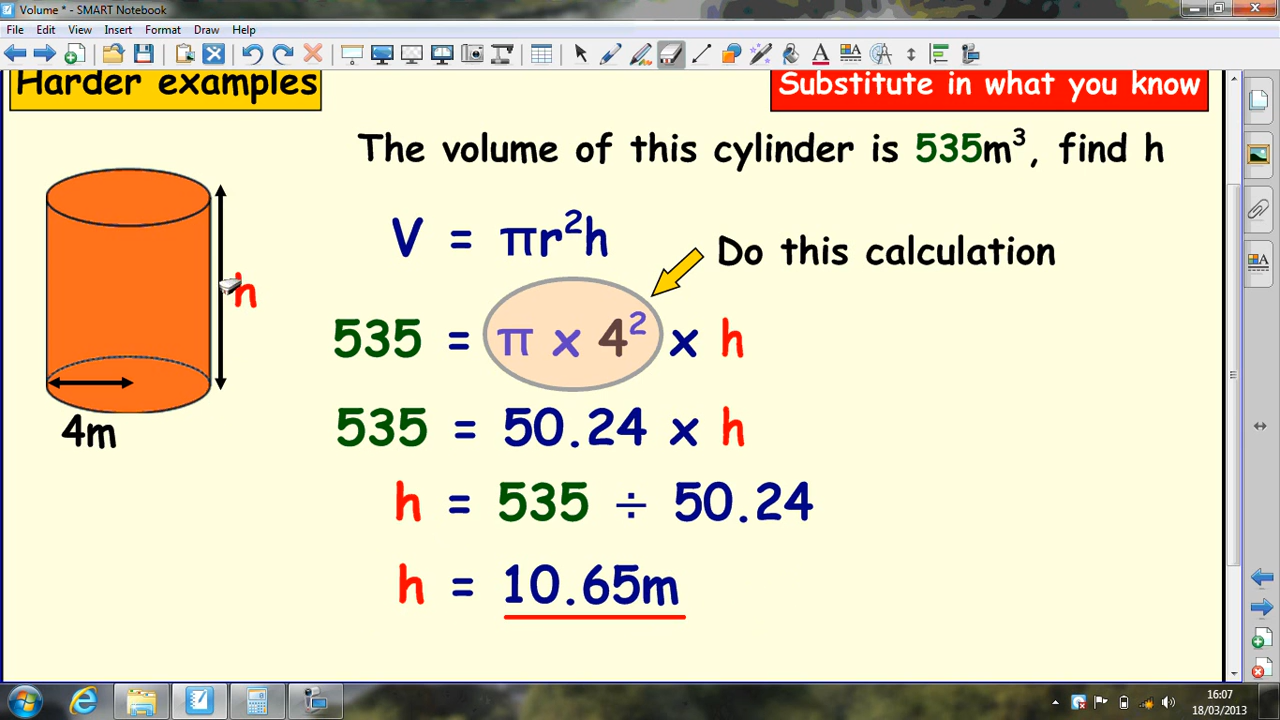 Volume * - SMART Notebook
File Edit View Insert Format Draw Help
Harder examples
Substitute in what you know
The volume of this cylinder is 535m³, find h
V = πr²h
Do this calculation
h
535 = π x 4² x h
4m
535 = 50.24 x h
h = 535 ÷ 50.24
h = 10.65m
16:07
18/03/2013